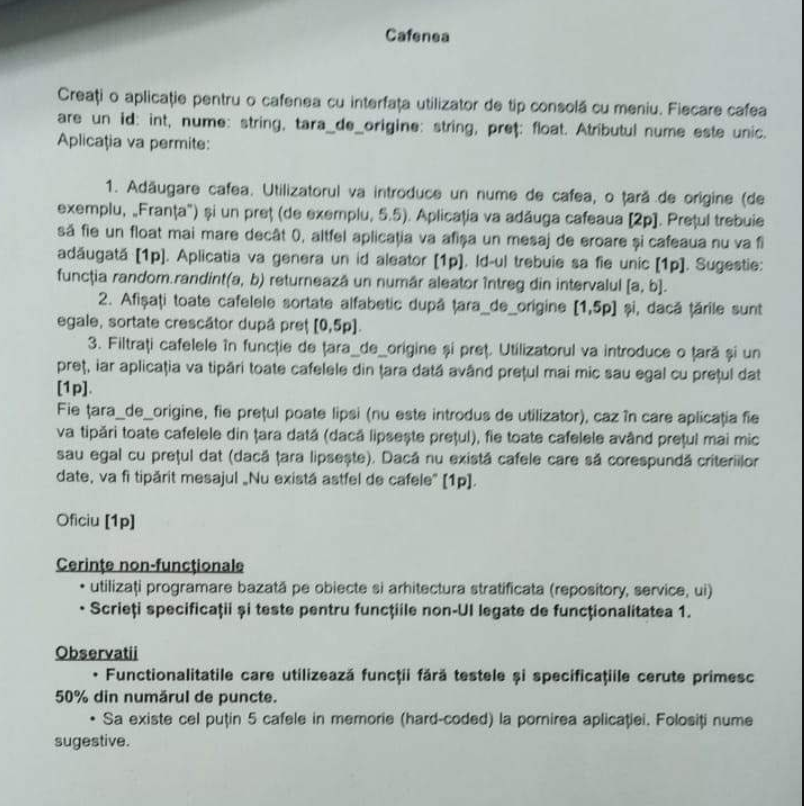 Cafenea
Creați o aplicație pentru o cafenea cu interfața utilizator de tip consolă cu meniu. Fiecare cafea
are un id: int, nume: string, tara_de_origine: string, preț: float. Atributul nume este unic.
Aplicația va permite:
1. Adăugare cafea. Utilizatorul va introduce un nume de cafea, o țară de origine (de
exemplu, „Franța”) și un preț (de exemplu, 5.5). Aplicația va adăuga cafeaua [2p]. Prețul trebuie
să fie un float mai mare decât 0, altfel aplicația va afișa un mesaj de eroare și cafeaua nu va fi
adăugată [1p]. Aplicatia va genera un id aleator [1p]. Id-ul trebuie sa fie unic [1p]. Sugestie:
funcția random.randint(a, b) returnează un număr aleator întreg din intervalul [a, b].
2. Afișați toate cafelele sortate alfabetic după țara_de_origine [1,5p] și, dacă țările sunt
egale, sortate crescător după preț [0,5p].
3. Filtrați cafelele în funcție de țara_de_origine și preț. Utilizatorul va introduce o țară și un
preț, iar aplicația va tipări toate cafelele din țara dată având prețul mai mic sau egal cu prețul dat
[1p].
Fie țara_de_origine, fie prețul poate lipsi (nu este introdus de utilizator), caz în care aplicația fie
va tipări toate cafelele din țara dată (dacă lipsește prețul), fie toate cafelele având prețul mai mic
sau egal cu prețul dat (dacă țara lipsește). Dacă nu există cafele care să corespundă criteriilor
date, va fi tipărit mesajul „Nu există astfel de cafele” [1p].
Oficiu [1p]
Cerințe non-funcționale
• utilizați programare bazată pe obiecte si arhitectura stratificata (repository, service, ui)
• Scrieți specificații și teste pentru funcțiile non-UI legate de funcționalitatea 1.
Observatii
• Functionalitatile care utilizează funcții fără testele și specificațiile cerute primesc
50% din numărul de puncte.
• Sa existe cel puțin 5 cafele in memorie (hard-coded) la pornirea aplicației. Folosiți nume
sugestive.